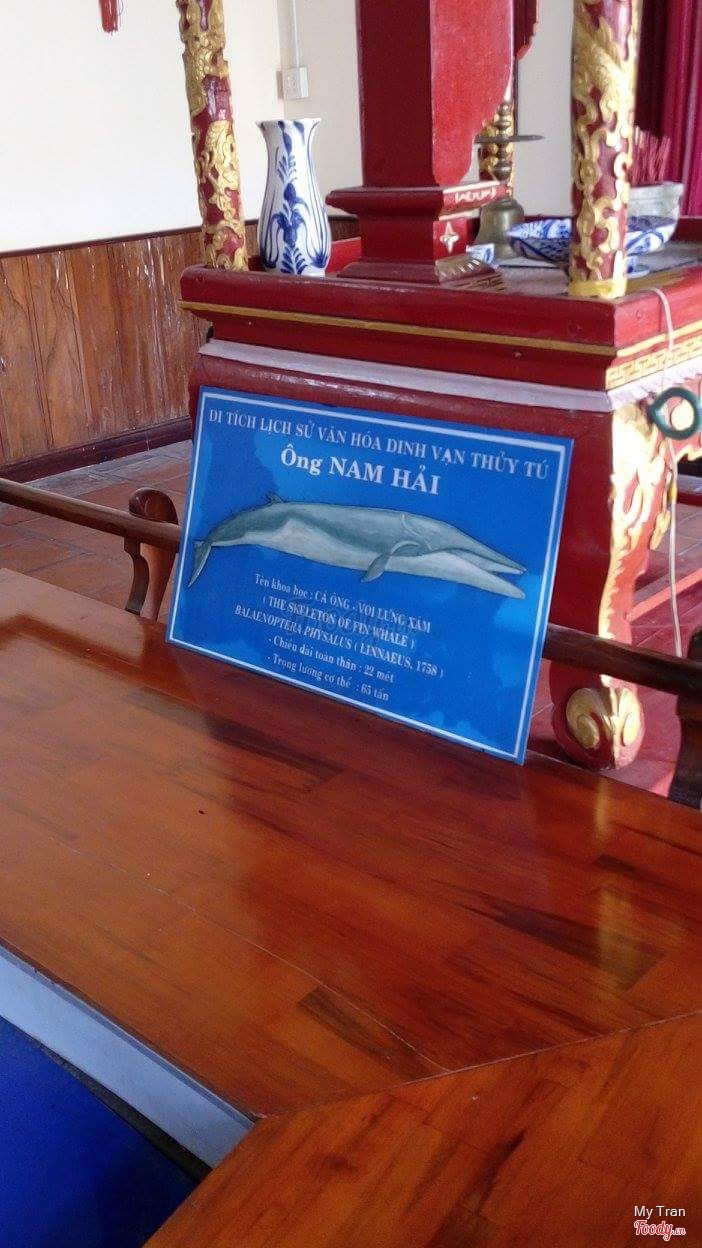 DI TÍCH LỊCH SỬ VĂN HÓA DINH VẠN THỦY TÚ
Ông NAM HẢI
Tên khoa học : CÁ ÔNG - VOI LƯNG XÁM
( THE SKELETON OF FIN WHALE )
BALAENOPTERA PHYSALUS ( LINNAEUS, 1758 )
- Chiều dài toàn thân : 22 mét
- Trọng lượng cơ thể : 65 tấn
My Tran
Foody.vn